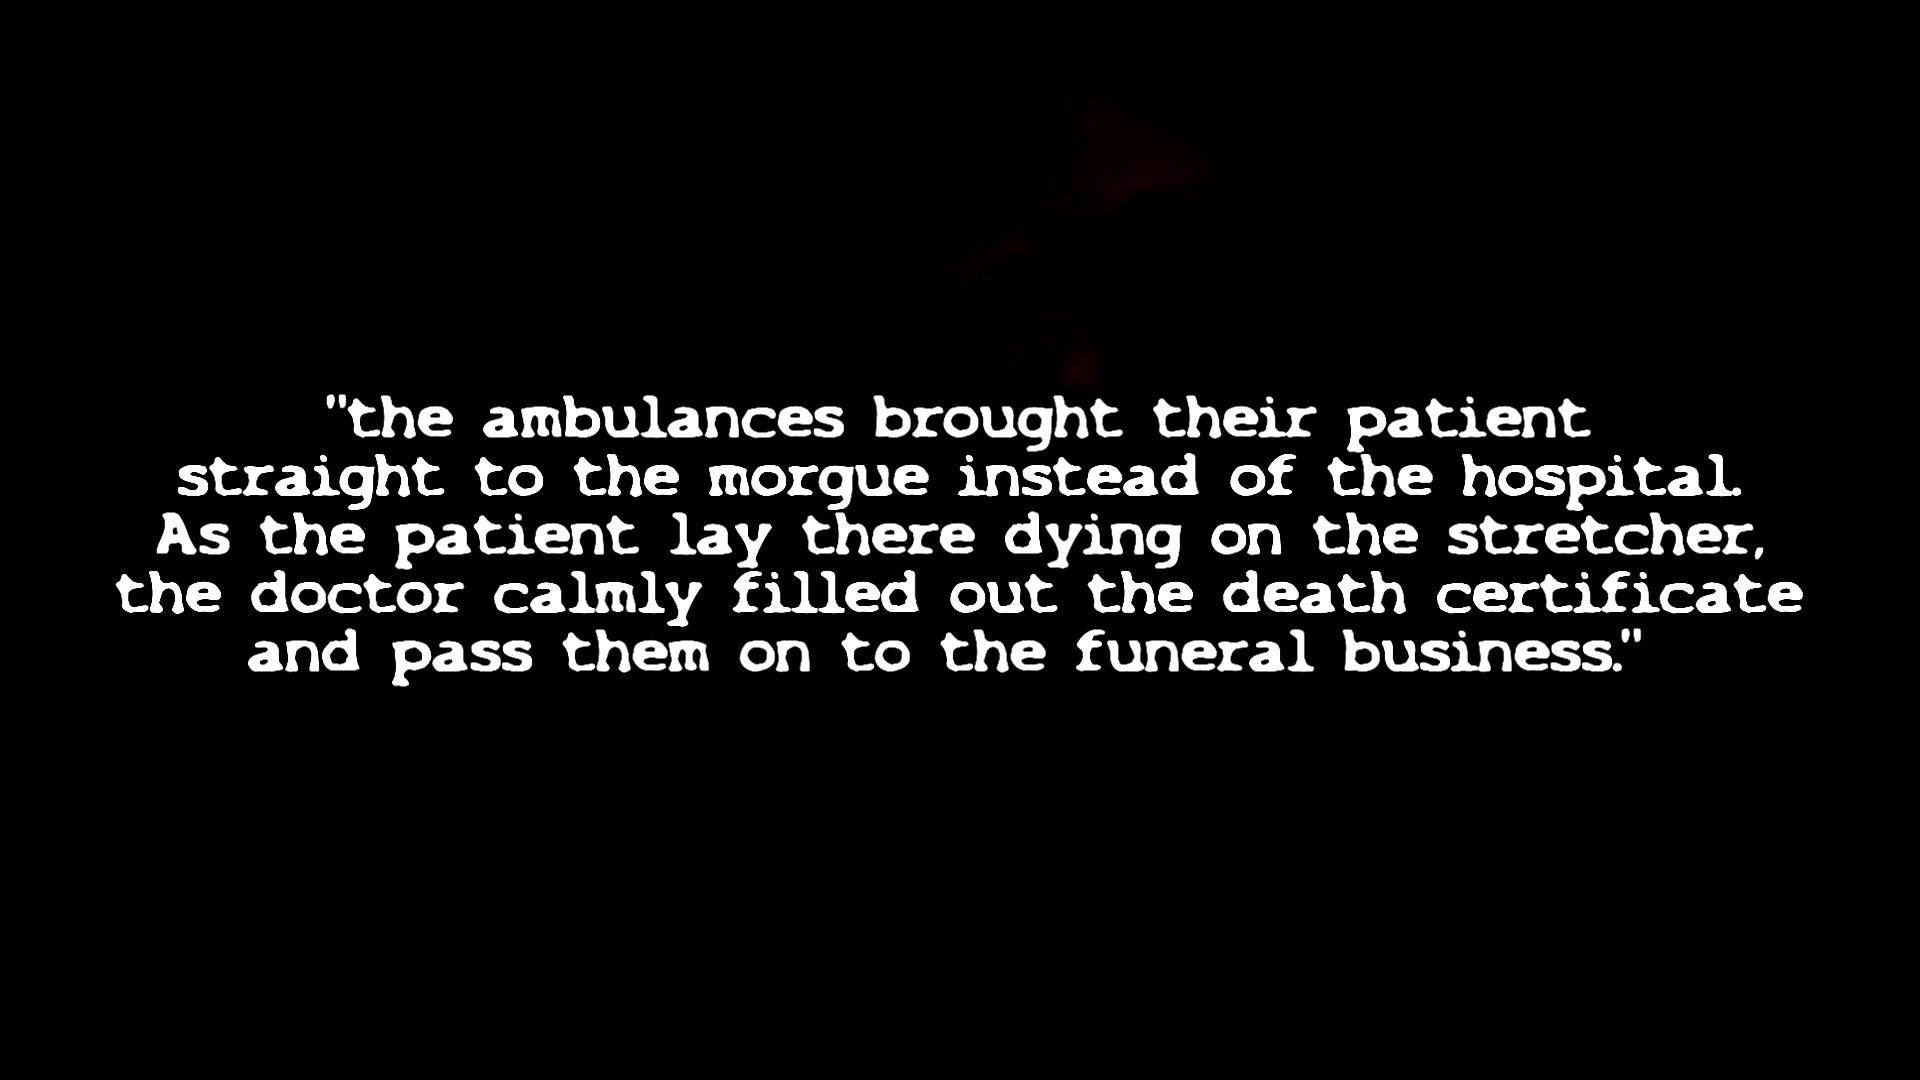 "the ambulances brought their patient
straight to the morgue instead of the hospital.
As the patient lay there dying on the stretcher,
the doctor calmly filled out the death certificate
and pass them on to the funeral business."